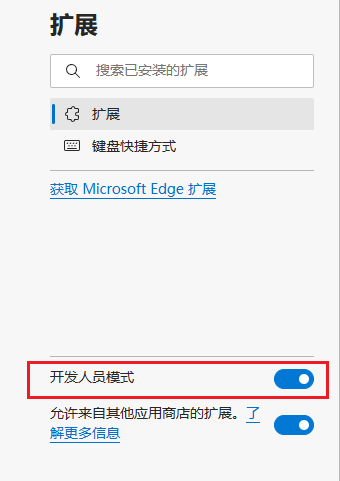 扩展
搜索已安装的扩展
扩展
键盘快捷方式
获取 Microsoft Edge 扩展
开发人员模式
允许来自其他应用商店的扩展。了
解更多信息